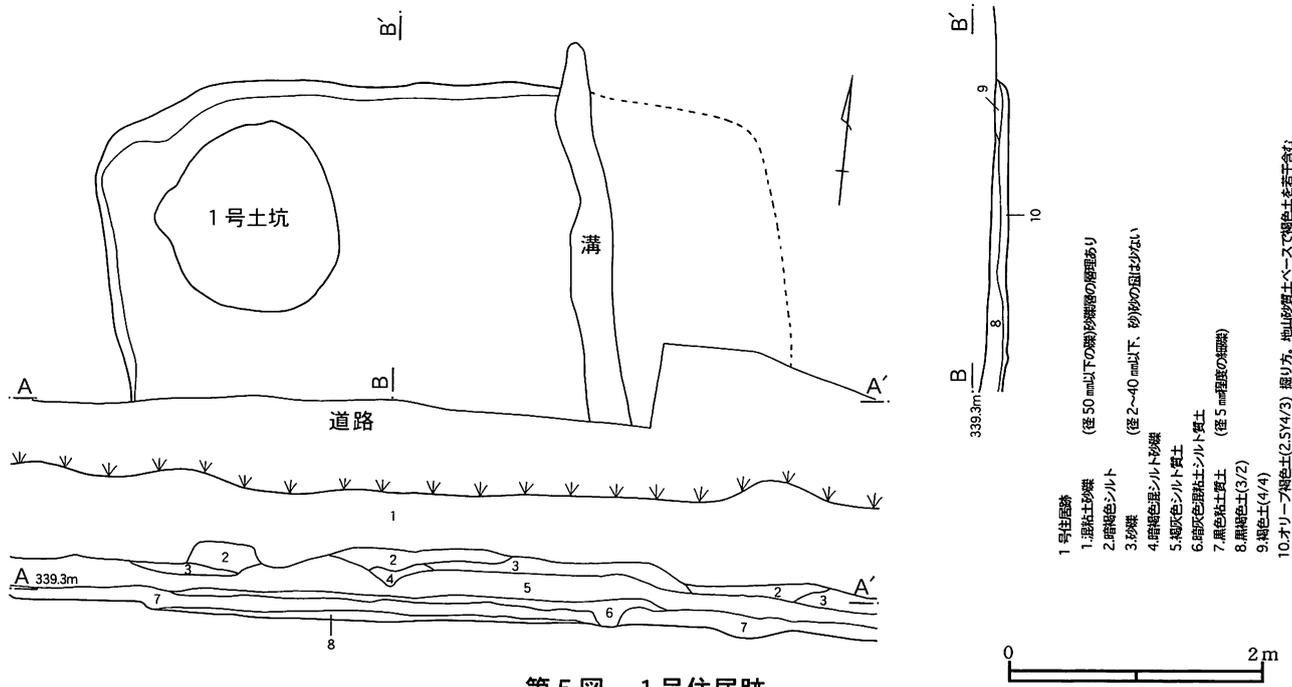 B′
1号土坑
溝
A
B
A′
道路
1
2
3
2
3
4
5
2
3
A 339.3m
A′
7
6
7
8
第5図 1号住居跡
B′
9
10
8
B
339.3m
1号住居跡
1.混粘土砂礫 (径50㎜以下の礫)砂礫層の層理あり
2.暗褐色シルト
3.砂礫 (径2〜40㎜以下、砂)砂の量は少ない
4.暗褐色混シルト砂礫
5.褐灰色シルト質土
6.暗灰色混粘土シルト質土
7.黒色粘土質土 (径5㎜程度の細礫)
8.黒褐色土(3/2)
9.褐色土(4/4)
10.オリーブ褐色土(2.5Y4/3) 掘り方。地山砂質土ベースで褐色土を若干含む
0 2m